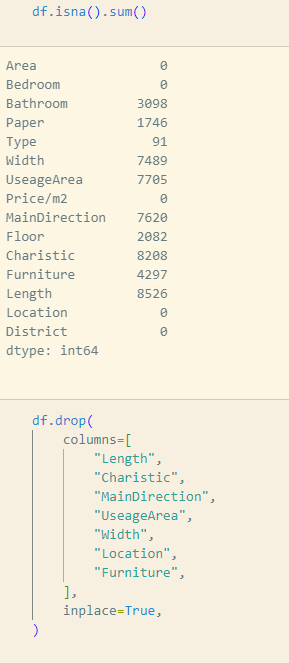 df.isna().sum()
Area 0
Bedroom 0
Bathroom 3098
Paper 1746
Type 91
Width 7489
UseageArea 7705
Price/m2 0
MainDirection 7620
Floor 2082
Charistic 8208
Furniture 4297
Length 8526
Location 0
District 0
dtype: int64
df.drop(
columns=[
"Length",
"Charistic",
"MainDirection",
"UseageArea",
"Width",
"Location",
"Furniture",
],
inplace=True,
)